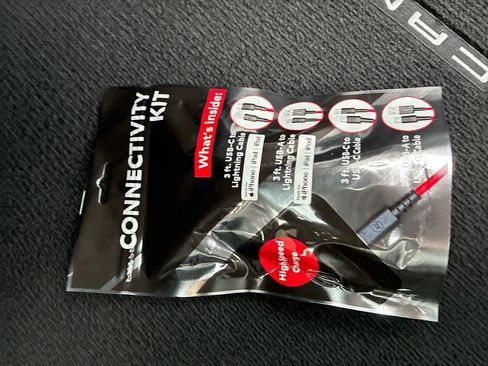 CONNECTIVITY
KIT
What's Inside:
3 ft. USB-C to
Lightning Cable
iPhone | iPad | iPod
3 ft. USB-A to
Lightning Cable
iPhone | iPad | iPod
3 ft. USB-C to
Cable
High Speed
Charge